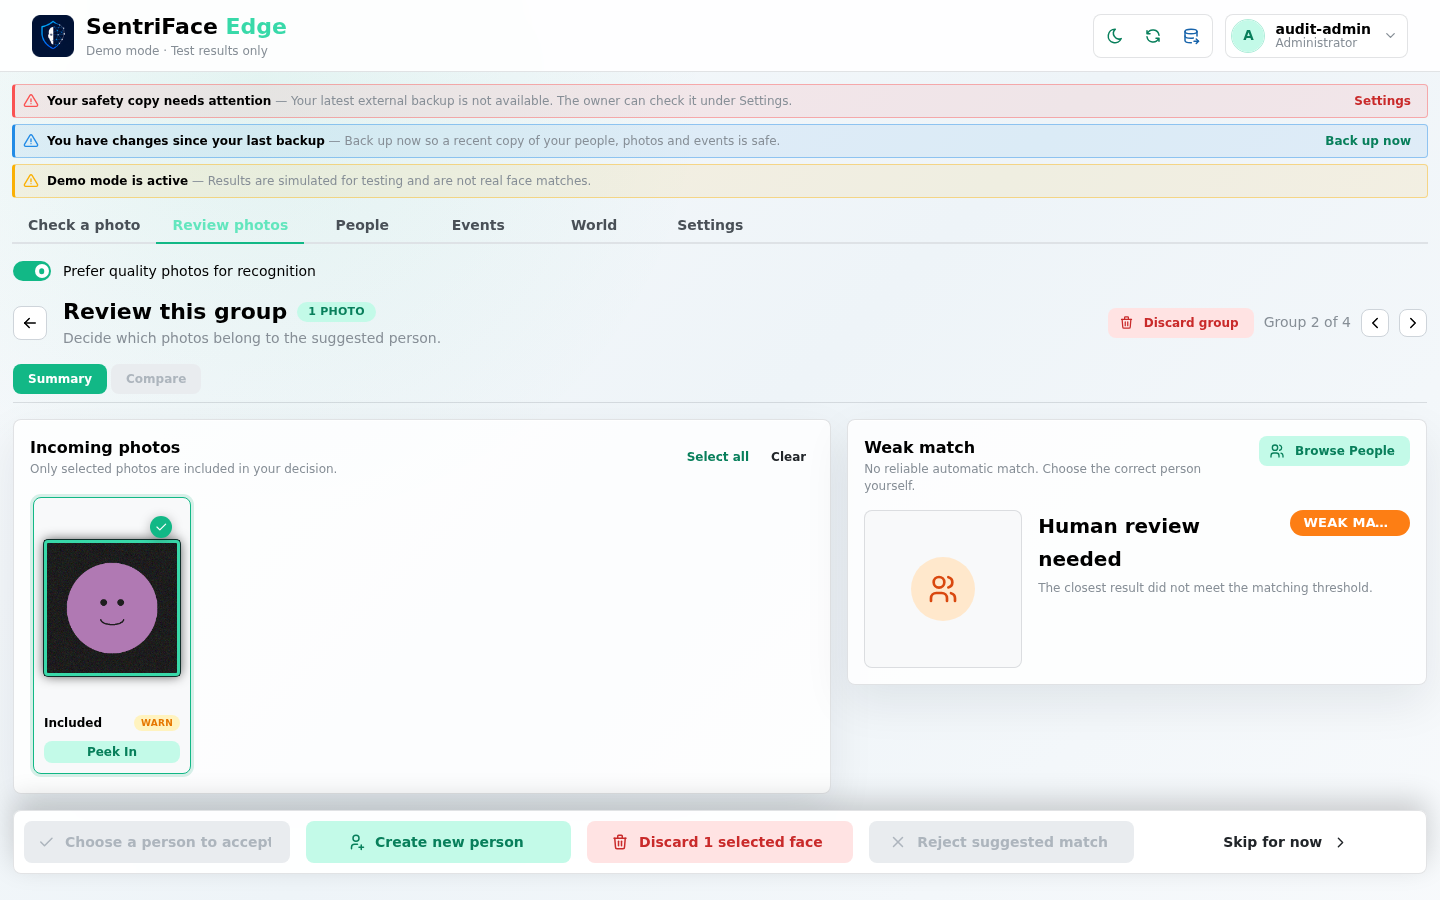 SentriFace Edge
Demo mode · Test results only
A
audit-admin
Administrator
Your safety copy needs attention — Your latest external backup is not available. The owner can check it under Settings.
Settings
You have changes since your last backup — Back up now so a recent copy of your people, photos and events is safe.
Back up now
Demo mode is active — Results are simulated for testing and are not real face matches.
Check a photo
Review photos
People
Events
World
Settings
Prefer quality photos for recognition
Review this group
1 PHOTO
Decide which photos belong to the suggested person.
Discard group
Group 2 of 4
Summary
Compare
Incoming photos
Only selected photos are included in your decision.
Select all
Clear
Included
WARN
Peek In
Weak match
No reliable automatic match. Choose the correct person
yourself.
Browse People
Human review
needed
WEAK MA...
The closest result did not meet the matching threshold.
Choose a person to accept
Create new person
Discard 1 selected face
Reject suggested match
Skip for now